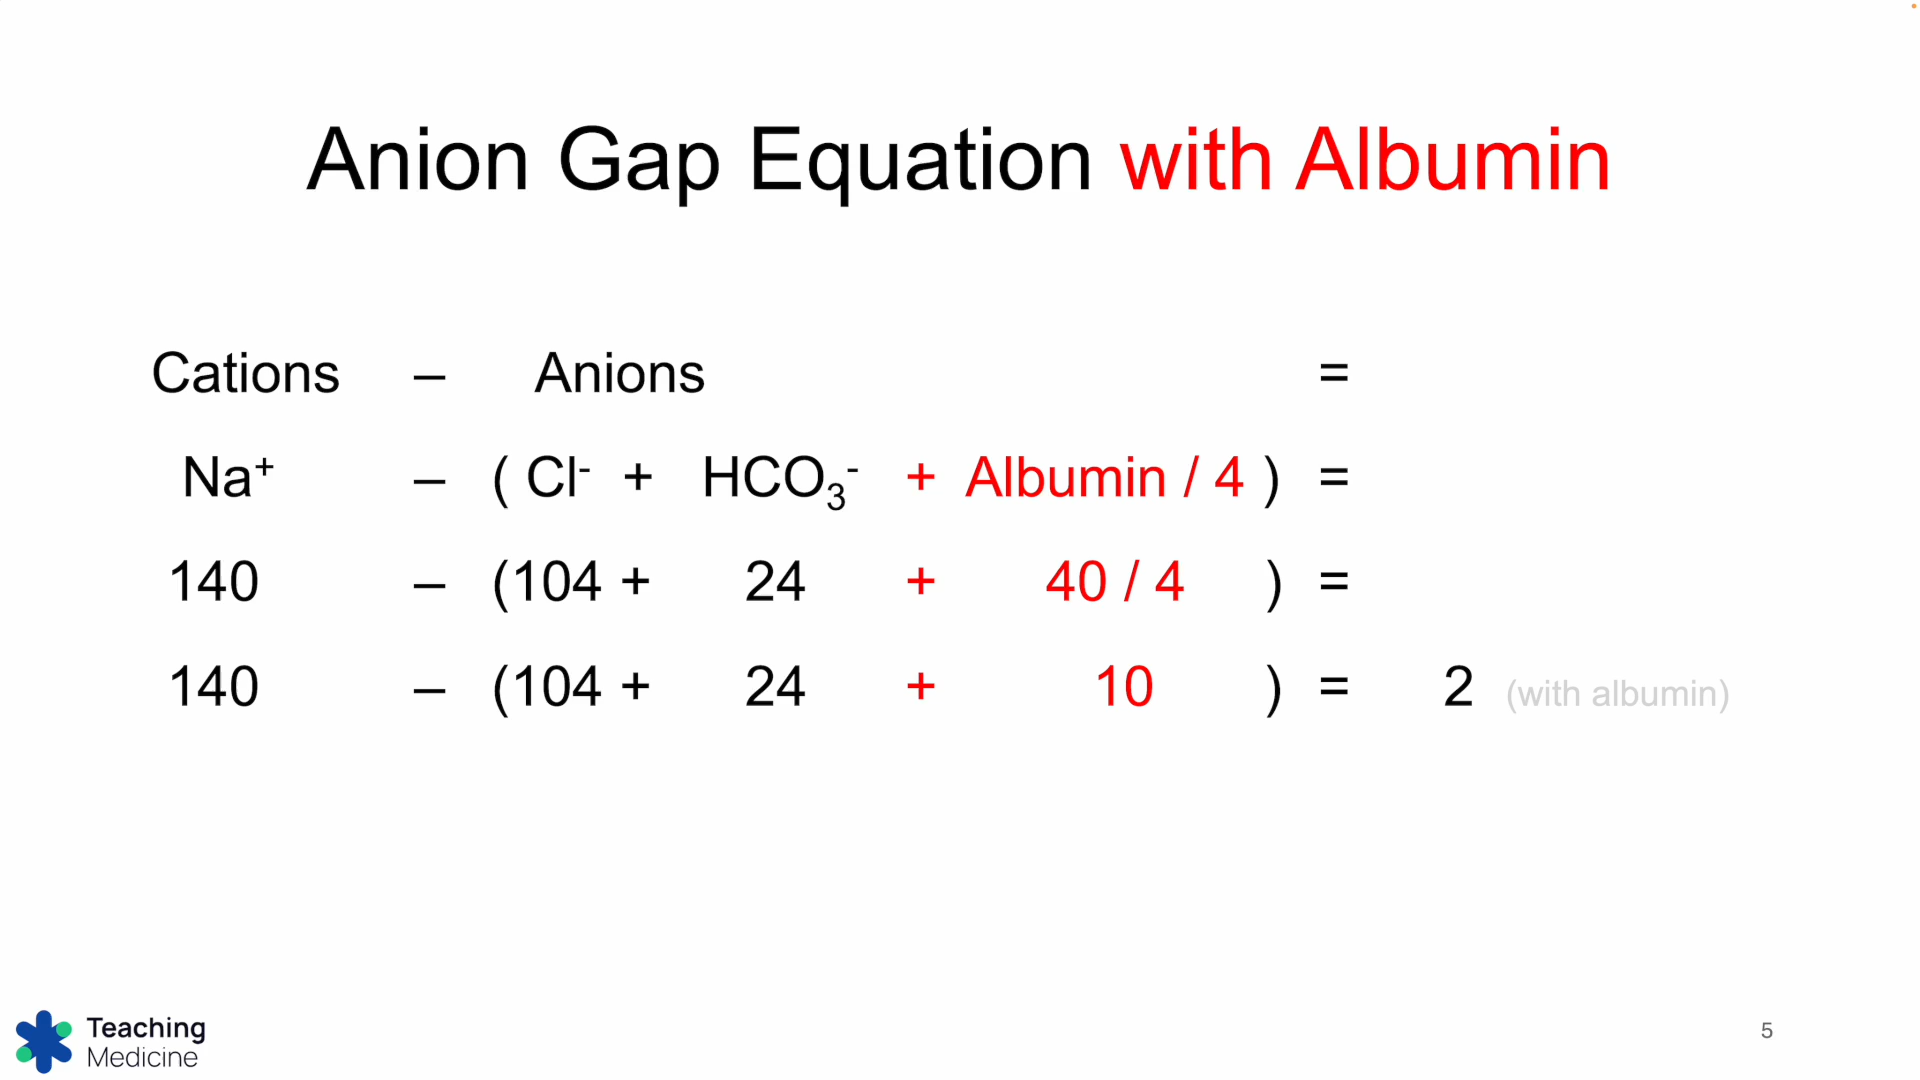 Anion Gap Equation with Albumin
Cations – Anions =
Na⁺ – ( Cl⁻ + HCO₃⁻ + Albumin / 4 ) =
140 – (104 + 24 + 40 / 4 ) =
140 – (104 + 24 + 10 ) = 2 (with albumin)
Teaching
Medicine
5